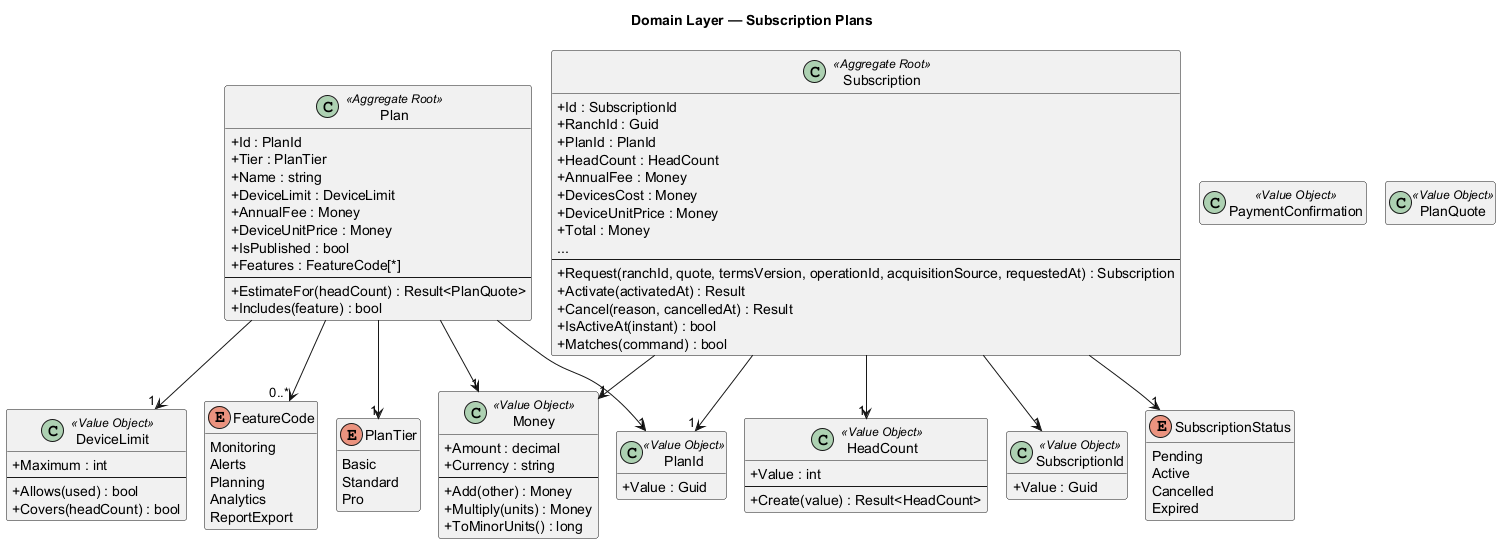 Domain Layer — Subscription Plans
C «Aggregate Root»
Plan
+Id : PlanId
+Tier : PlanTier
+Name : string
+DeviceLimit : DeviceLimit
+AnnualFee : Money
+DeviceUnitPrice : Money
+IsPublished : bool
+Features : FeatureCode[*]
+EstimateFor(headCount) : Result<PlanQuote>
+Includes(feature) : bool
C «Aggregate Root»
Subscription
+Id : SubscriptionId
+RanchId : Guid
+PlanId : PlanId
+HeadCount : HeadCount
+AnnualFee : Money
+DevicesCost : Money
+DeviceUnitPrice : Money
+Total : Money
...
+Request(ranchId, quote, termsVersion, operationId, acquisitionSource, requestedAt) : Subscription
+Activate(activatedAt) : Result
+Cancel(reason, cancelledAt) : Result
+IsActiveAt(instant) : bool
+Matches(command) : bool
C «Value Object»
PaymentConfirmation
C «Value Object»
PlanQuote
1
0..*
1
1
1
1
1
1
1
1
C «Value Object»
DeviceLimit
+Maximum : int
+Allows(used) : bool
+Covers(headCount) : bool
E FeatureCode
Monitoring
Alerts
Planning
Analytics
ReportExport
E PlanTier
Basic
Standard
Pro
C «Value Object»
Money
+Amount : decimal
+Currency : string
+Add(other) : Money
+Multiply(units) : Money
+ToMinorUnits() : long
C «Value Object»
PlanId
+Value : Guid
C «Value Object»
HeadCount
+Value : int
+Create(value) : Result<HeadCount>
C «Value Object»
SubscriptionId
+Value : Guid
E SubscriptionStatus
Pending
Active
Cancelled
Expired